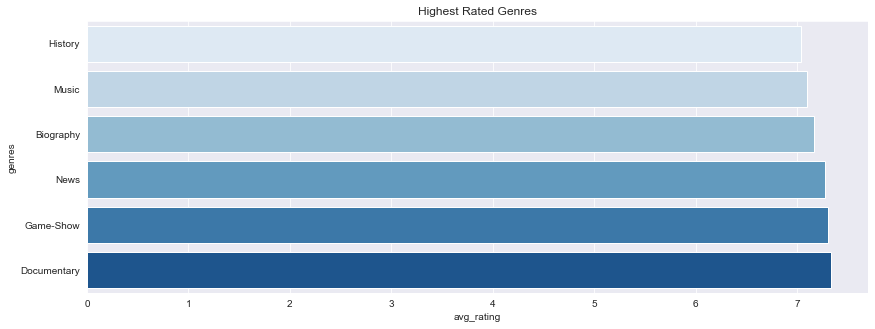 Highest Rated Genres
genres
History
Music
Biography
News
Game-Show
Documentary
0 1 2 3 4 5 6 7
avg_rating